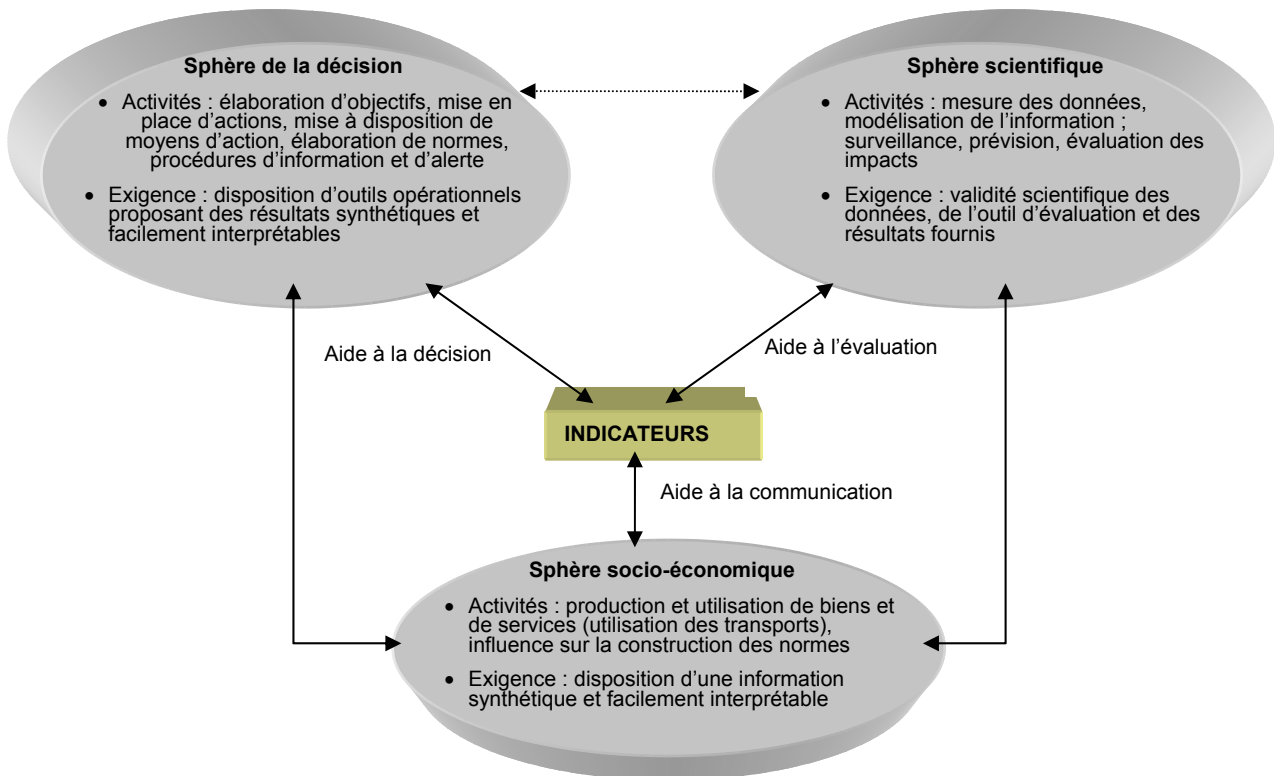 Sphère de la décision
• Activités : élaboration d'objectifs, mise en
place d'actions, mise à disposition de
moyens d'action, élaboration de normes,
procédures d'information et d'alerte
• Exigence : disposition d'outils opérationnels
proposant des résultats synthétiques et
facilement interprétables
Sphère scientifique
• Activités : mesure des données,
modélisation de l'information ;
surveillance, prévision, évaluation des
impacts
• Exigence : validité scientifique des
données, de l'outil d'évaluation et des
résultats fournis
Aide à la décision
Aide à l'évaluation
INDICATEURS
Aide à la communication
Sphère socio-économique
• Activités : production et utilisation de biens et
de services (utilisation des transports),
influence sur la construction des normes
• Exigence : disposition d'une information
synthétique et facilement interprétable